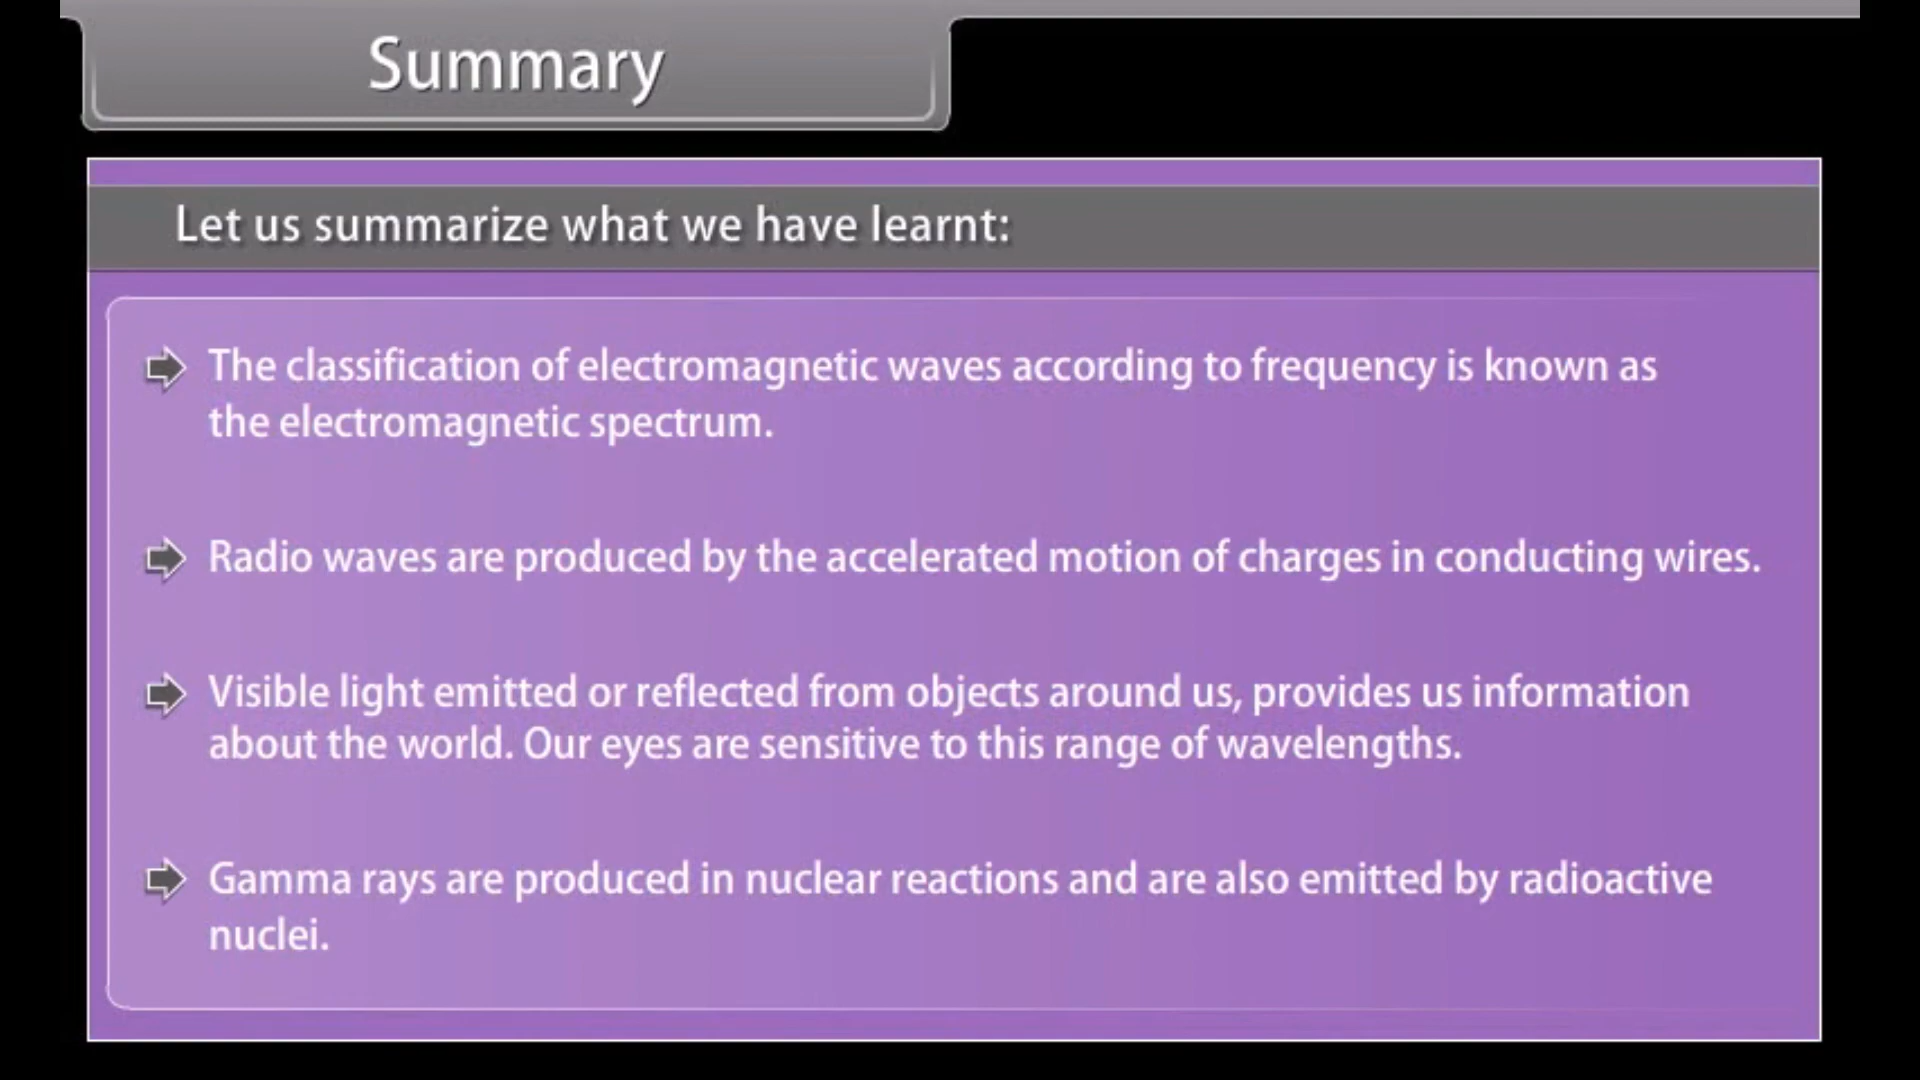 Summary
Let us summarize what we have learnt:
The classification of electromagnetic waves according to frequency is known as
the electromagnetic spectrum.
Radio waves are produced by the accelerated motion of charges in conducting wires.
Visible light emitted or reflected from objects around us, provides us information
about the world. Our eyes are sensitive to this range of wavelengths.
Gamma rays are produced in nuclear reactions and are also emitted by radioactive
nuclei.